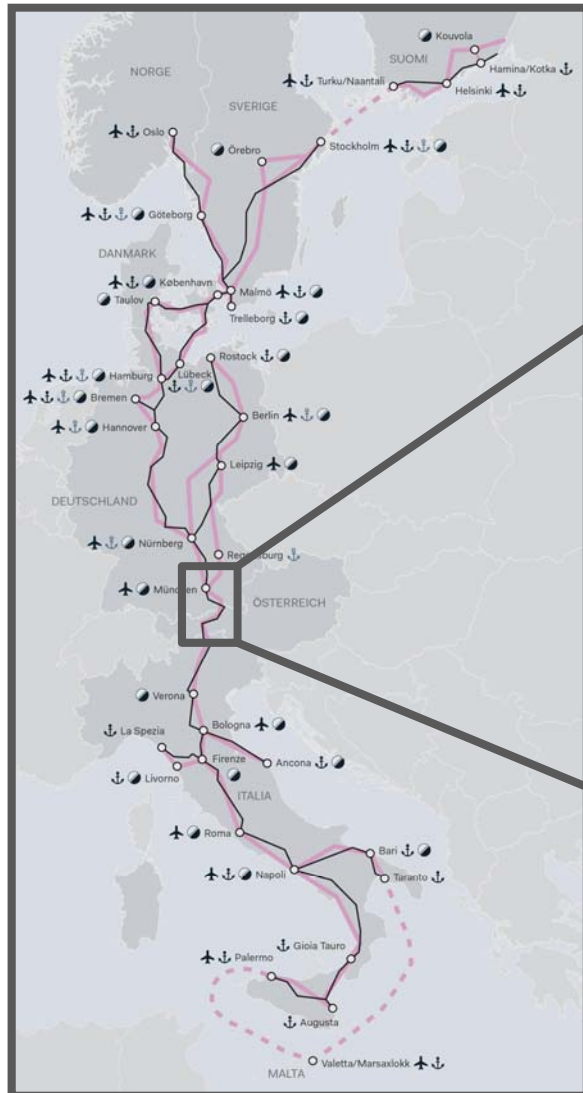 Kouvola
SUOMI
NORGE
Hamina/Kotka
Turku/Naantali
Helsinki
SVERIGE
Oslo
Örebro
Stockholm
Göteborg
DANMARK
København
Malmö
Taulov
Trelleborg
Rostock
Hamburg
Lübeck
Bremen
Berlin
Hannover
Leipzig
DEUTSCHLAND
Nürnberg
München
ÖSTERREICH
Verona
Bologna
La Spezia
Firenze
Ancona
Livorno
ITALIA
Roma
Bari
Napoli
Taranto
Gioia Tauro
Palermo
Augusta
Valetta/Marsaxlokk
MALTA